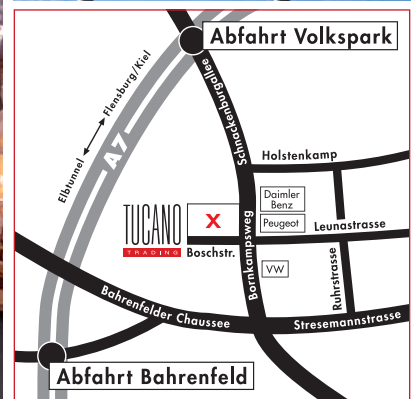 Abfahrt Volkspark
Elbtunnel
Flensburg/Kiel
A7
Schnackenburgallee
Holstenkamp
Daimler
Benz
Peugeot
Leunastrasse
TUCANO
TRADING
X
Boschstr.
Bornkampsweg
VW
Ruhrstrasse
Bahrenfelder Chaussee
Stresemannstrasse
Abfahrt Bahrenfeld